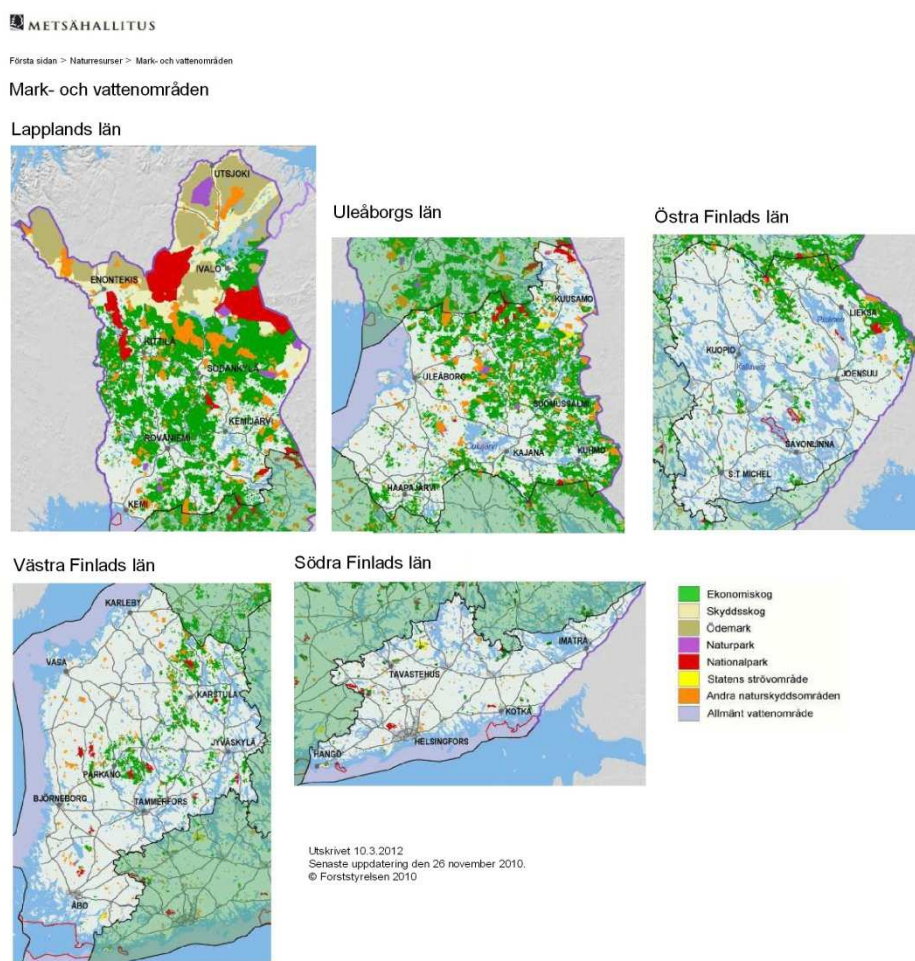 METSÄHALLITUS
Första sidan > Naturresurser > Mark- och vattenområden
Mark- och vattenområden
Lapplands län
UTSJOKI
IVALO
ENONTEKIS
KITTILÄ
SODANKYLÄ
KEMIJÄRVI
ROVANIEMI
KEMI
Uleåborgs län
KUUSAMO
ULEÅBORG
SUOMUSSALMI
KAJANA
KUHMO
HAAPAJÄRVI
Östra Finlads län
LIEKSA
Pielinen
KUOPIO
Kallavesi
JOENSUU
SAVONLINNA
S:T MICHEL
Västra Finlads län
KARLEBY
VASA
KARSTULA
JYVÄSKYLÄ
PARKANO
BJÖRNEBORG
TAMMERFORS
ÅBO
Södra Finlads län
IMATRA
TAVASTEHUS
KOTKA
HELSINGFORS
HANGÖ
Ekonomiskog
Skyddsskog
Ödemark
Naturpark
Nationalpark
Statens strövområde
Andra naturskyddsområden
Allmänt vattenområde
Utskrivet 10.3.2012
Senaste uppdatering den 26 november 2010.
© Forststyrelsen 2010